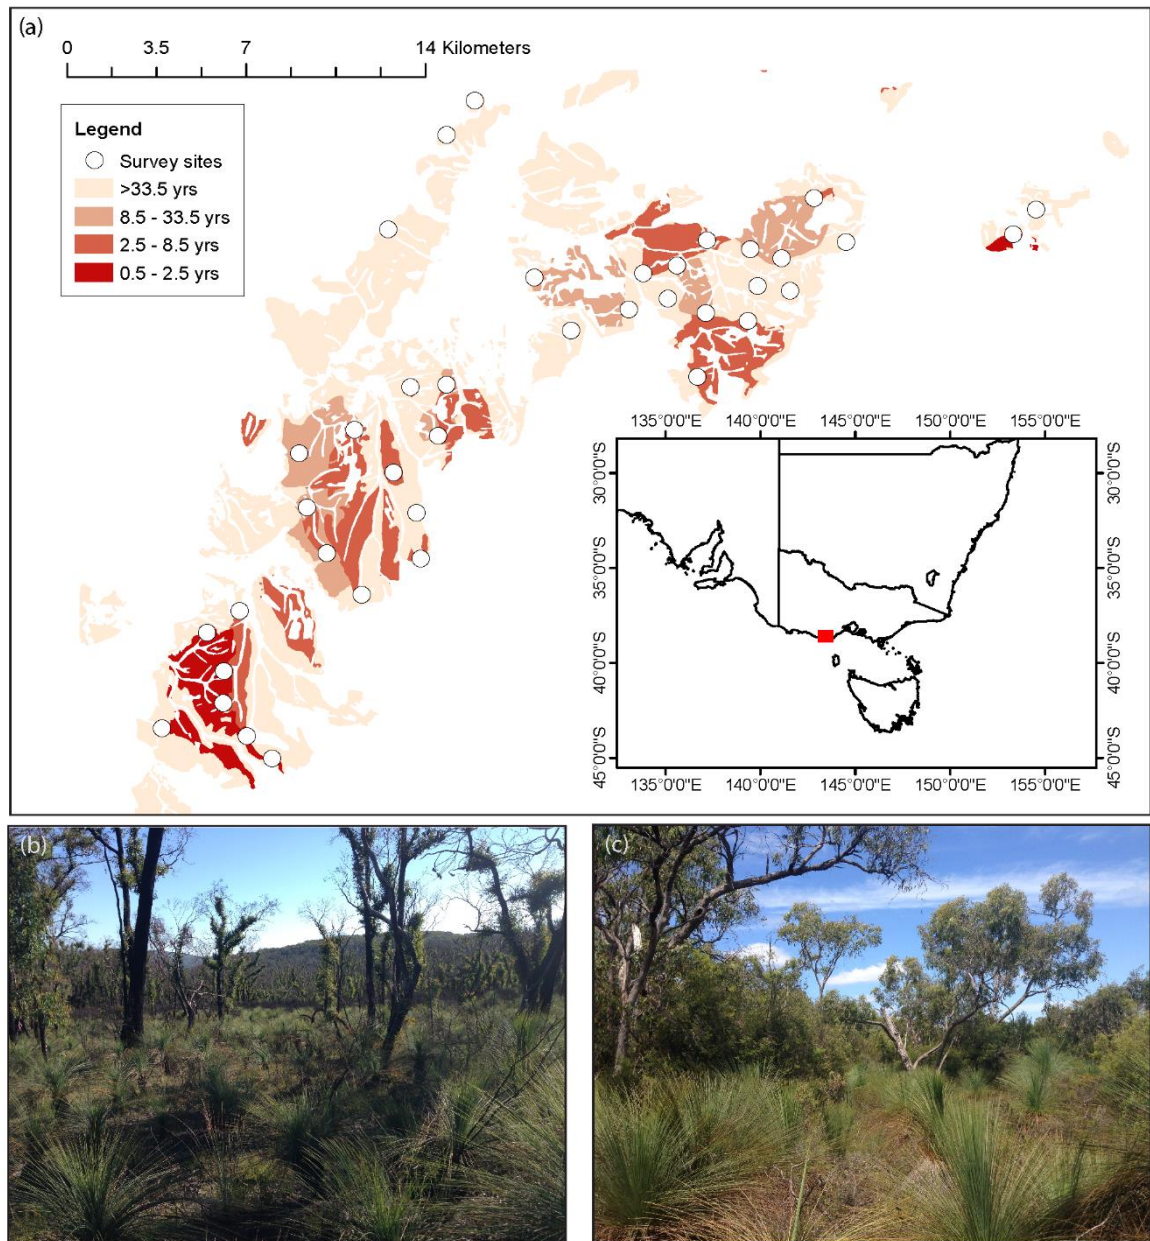 (a)
0 3.5 7 14 Kilometers
Legend
Survey sites
>33.5 yrs
8.5 - 33.5 yrs
2.5 - 8.5 yrs
0.5 - 2.5 yrs
135°0'0"E 140°0'0"E 145°0'0"E 150°0'0"E 155°0'0"E
30°0'0"S
35°0'0"S
40°0'0"S
45°0'0"S
30°0'0"S
35°0'0"S
40°0'0"S
45°0'0"S
135°0'0"E 140°0'0"E 145°0'0"E 150°0'0"E 155°0'0"E
(b)
(c)